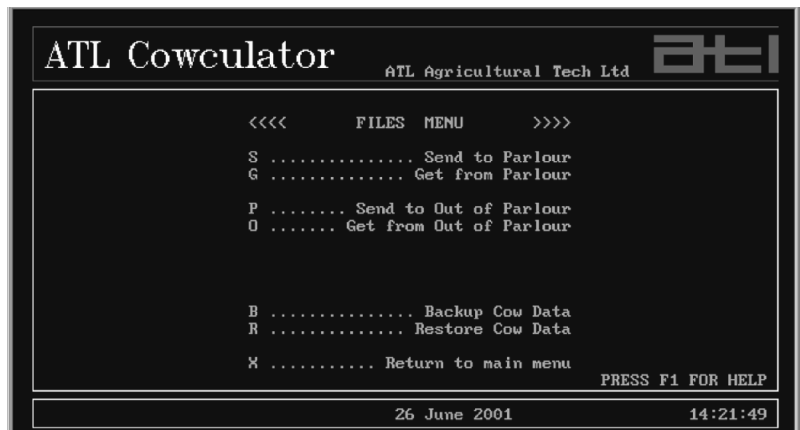 ATL Cowculator
ATL Agricultural Tech Ltd
atl
<<<< FILES MENU >>>>
S ............... Send to Parlour
G .............. Get from Parlour
P ........ Send to Out of Parlour
O ....... Get from Out of Parlour
B ............... Backup Cow Data
R .............. Restore Cow Data
X ........... Return to main menu
PRESS F1 FOR HELP
26 June 2001
14:21:49